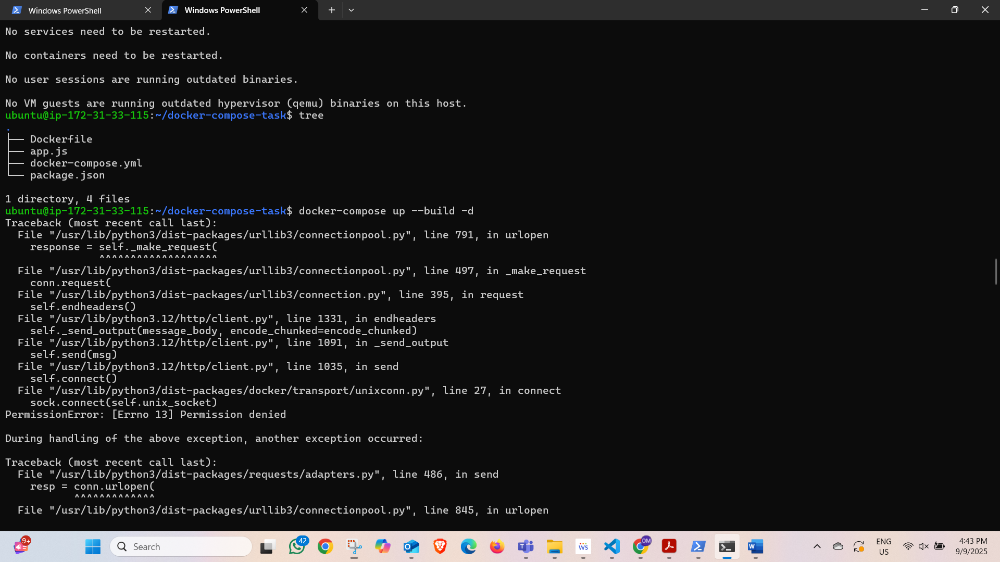 Windows PowerShell
Windows PowerShell
No services need to be restarted.
No containers need to be restarted.
No user sessions are running outdated binaries.
No VM guests are running outdated hypervisor (qemu) binaries on this host.
ubuntu@ip-172-31-33-115:~/docker-compose-task$ tree
.
├── Dockerfile
├── app.js
├── docker-compose.yml
└── package.json
1 directory, 4 files
ubuntu@ip-172-31-33-115:~/docker-compose-task$ docker-compose up --build -d
Traceback (most recent call last):
  File "/usr/lib/python3/dist-packages/urllib3/connectionpool.py", line 791, in urlopen
    response = self._make_request(
               ^^^^^^^^^^^^^^^^^^^
  File "/usr/lib/python3/dist-packages/urllib3/connectionpool.py", line 497, in _make_request
    conn.request(
  File "/usr/lib/python3/dist-packages/urllib3/connection.py", line 395, in request
    self.endheaders()
  File "/usr/lib/python3.12/http/client.py", line 1331, in endheaders
    self._send_output(message_body, encode_chunked=encode_chunked)
  File "/usr/lib/python3.12/http/client.py", line 1091, in _send_output
    self.send(msg)
  File "/usr/lib/python3.12/http/client.py", line 1035, in send
    self.connect()
  File "/usr/lib/python3/dist-packages/docker/transport/unixconn.py", line 27, in connect
    sock.connect(self.unix_socket)
PermissionError: [Errno 13] Permission denied
During handling of the above exception, another exception occurred:
Traceback (most recent call last):
  File "/usr/lib/python3/dist-packages/requests/adapters.py", line 486, in send
    resp = conn.urlopen(
           ^^^^^^^^^^^^^
  File "/usr/lib/python3/dist-packages/urllib3/connectionpool.py", line 845, in urlopen
9+
Search
42
OM
ws
ENG
US
4:43 PM
9/9/2025